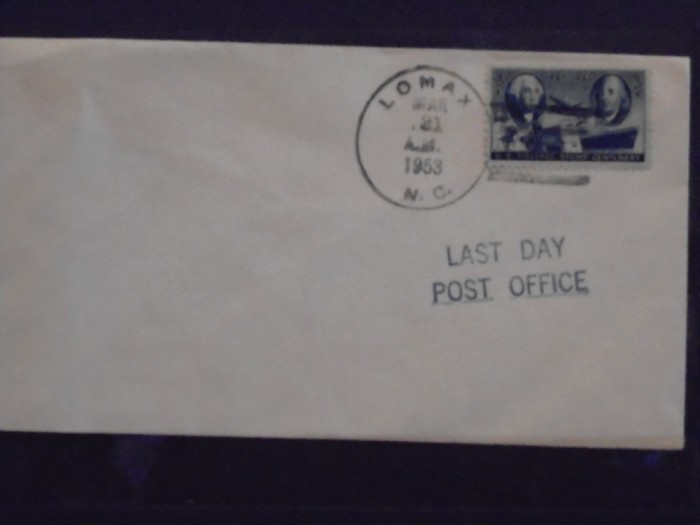 LOMAX
MAR
31
A.M.
1953
N. C.
U. S. POSTAGE STAMP CENTENARY
LAST DAY
POST OFFICE